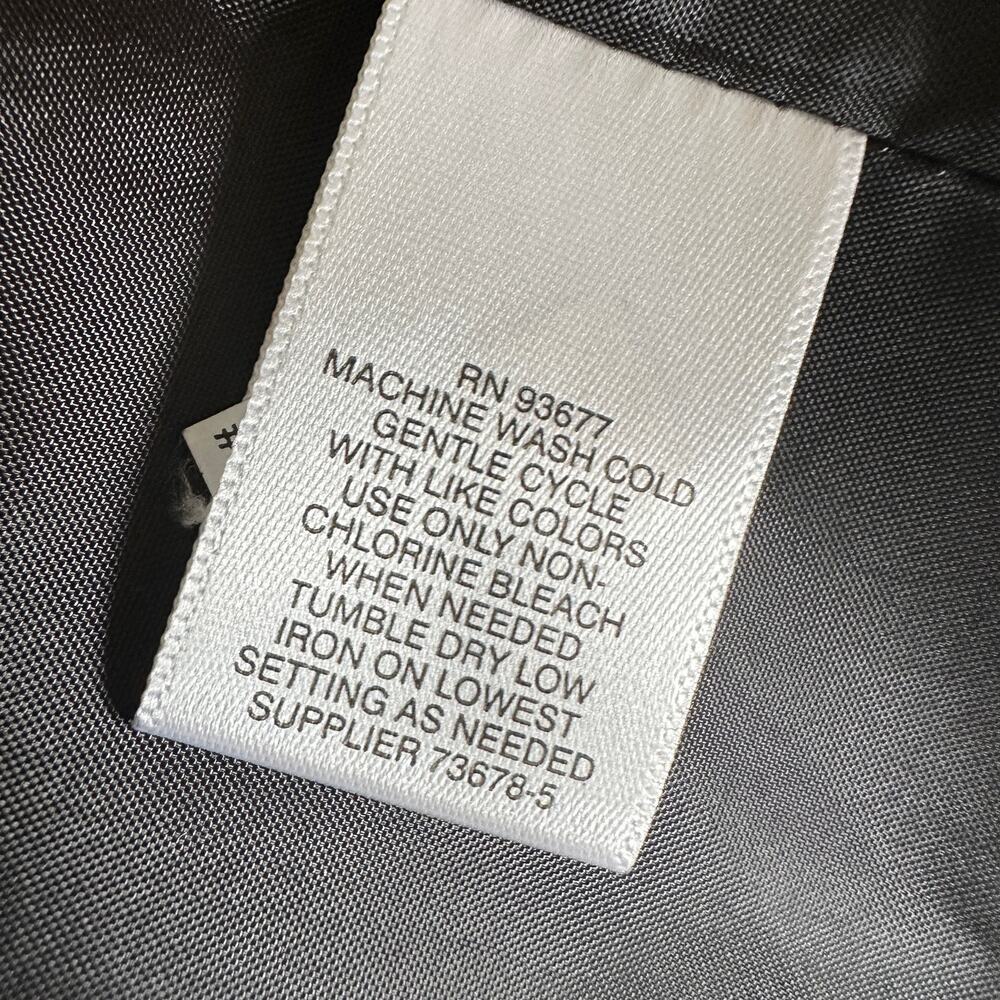 RN 93677
MACHINE WASH COLD
GENTLE CYCLE
WITH LIKE COLORS
USE ONLY NON-
CHLORINE BLEACH
WHEN NEEDED
TUMBLE DRY LOW
IRON ON LOWEST
SETTING AS NEEDED
SUPPLIER 73678-5
#